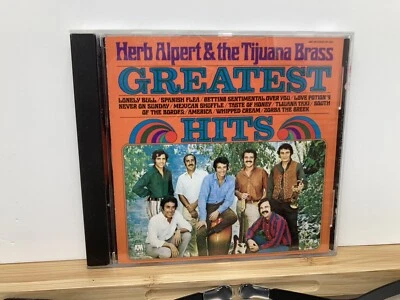 Herb Alpert & the Tijuana Brass
GREATEST
LONELY BULL / SPANISH FLEA / GETTING SENTIMENTAL OVER YOU / LOVE POTION 9
NEVER ON SUNDAY / MEXICAN SHUFFLE / TASTE OF HONEY / TIJUANA TAXI / SOUTH
OF THE BORDER / AMERICA / WHIPPED CREAM / ZORBA THE GREEK
HITS
A&M